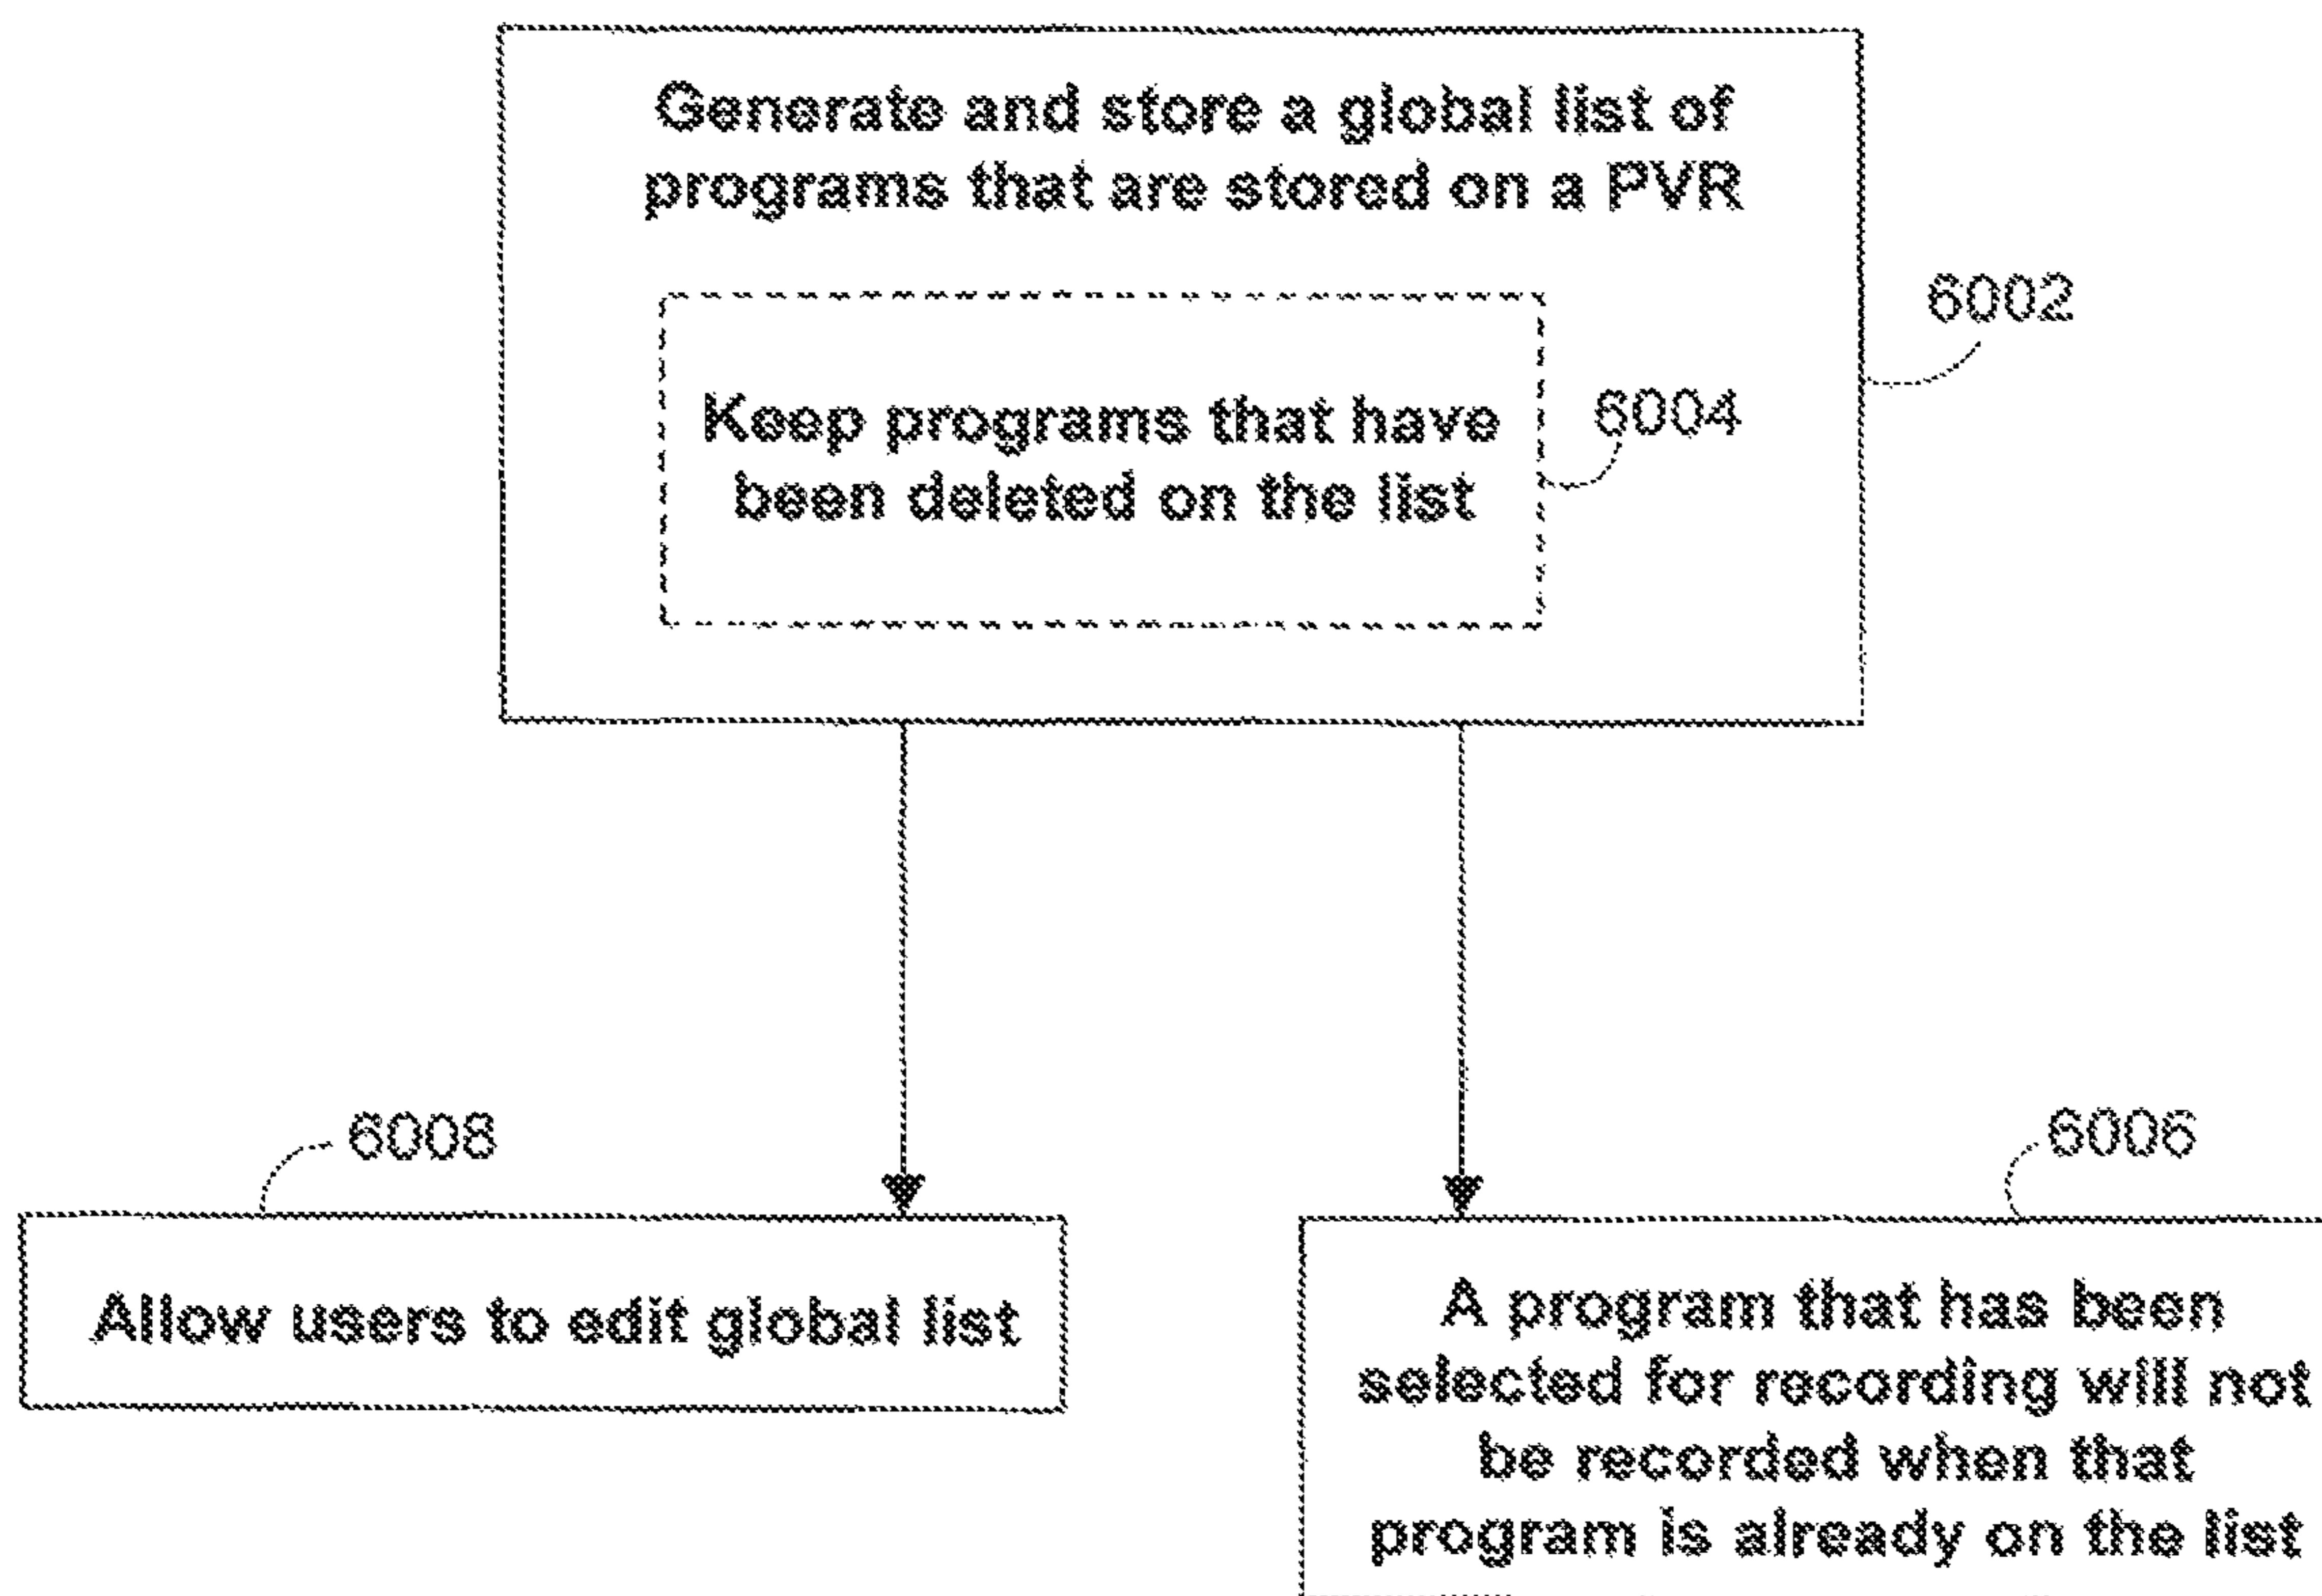 Generate and store a global list of
programs that are stored on a PVR
6002
Keep programs that have
been deleted on the list
6004
6008
Allow users to edit global list
6006
A program that has been
selected for recording will not
be recorded when that
program is already on the list